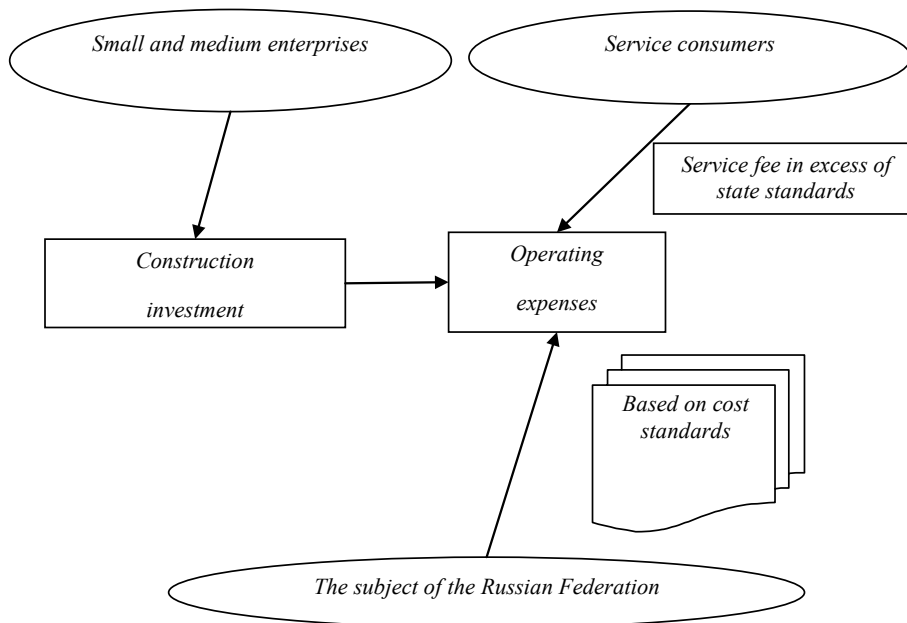 Small and medium enterprises
Service consumers
Service fee in excess of
state standards
Construction
investment
Operating
expenses
Based on cost
standards
The subject of the Russian Federation